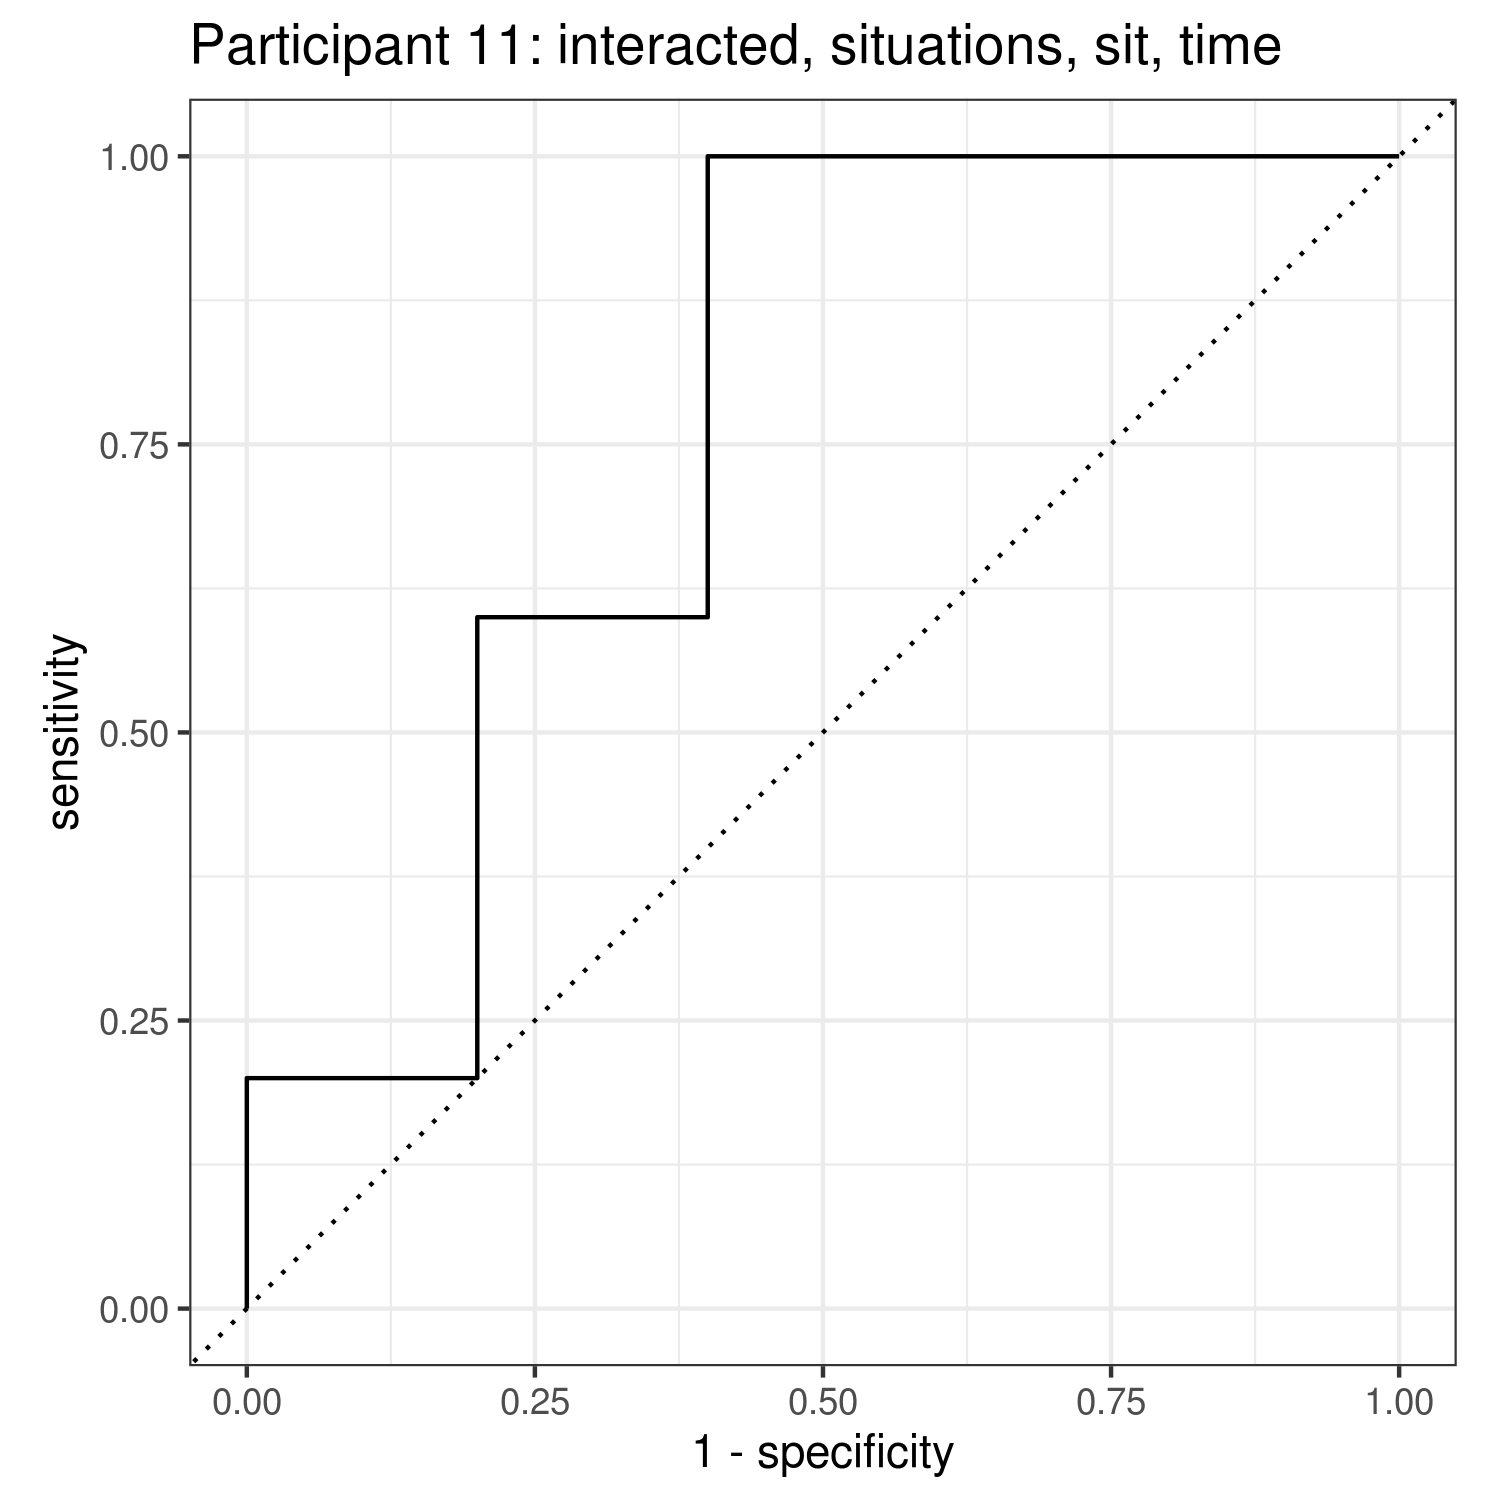 Participant 11: interacted, situations, sit, time
1.00
0.75
0.50
0.25
0.00
sensitivity
0.00 0.25 0.50 0.75 1.00
1 - specificity